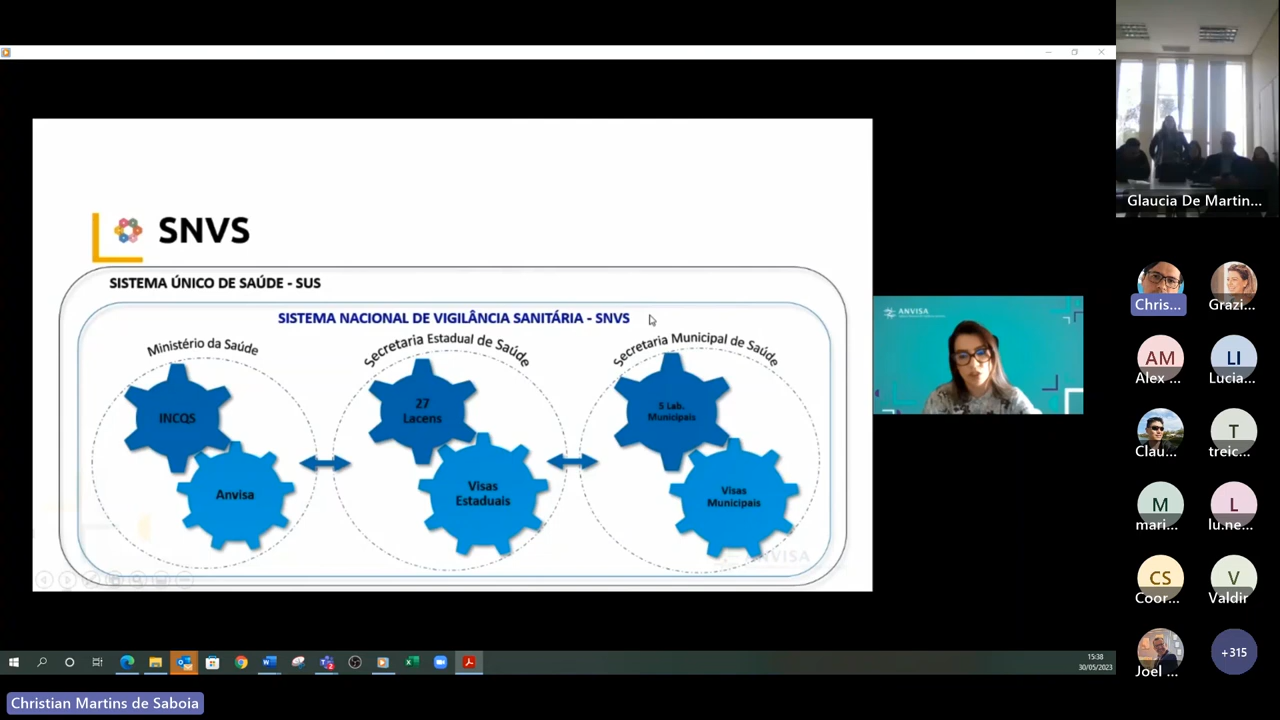 SNVS
SISTEMA ÚNICO DE SAÚDE - SUS
SISTEMA NACIONAL DE VIGILÂNCIA SANITÁRIA - SNVS
Ministério da Saúde
Secretaria Estadual de Saúde
Secretaria Municipal de Saúde
INCQS
Anvisa
27
Lacens
Visas
Estaduais
5 Lab.
Municipais
Visas
Municipais
ANVISA
ANVISA
Glaucia De Martin...
Chris...
Grazi...
AM
Alex ...
LI
Lucia...
Clau...
T
treic...
M
mari...
L
lu.ne...
CS
Coor...
V
Valdir
Joel ...
+315
15:38
30/05/2023
Christian Martins de Saboia